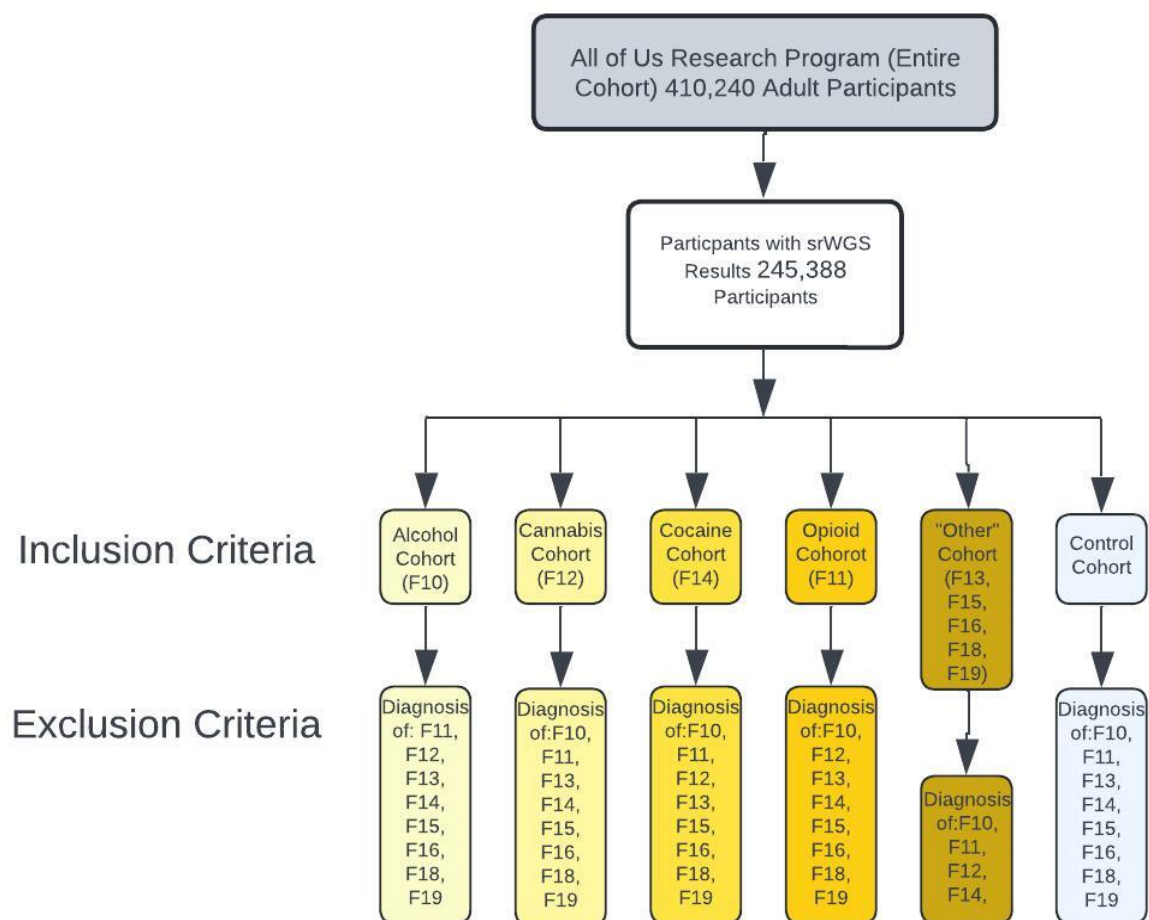 All of Us Research Program (Entire
Cohort) 410,240 Adult Participants
Particpants with srWGS
Results 245,388
Participants
Inclusion Criteria
Alcohol
Cohort
(F10)
Cannabis
Cohort
(F12)
Cocaine
Cohort
(F14)
Opioid
Cohorot
(F11)
"Other"
Cohort
(F13,
F15,
F16,
F18,
F19)
Control
Cohort
Exclusion Criteria
Diagnosis
of: F11,
F12,
F13,
F14,
F15,
F16,
F18,
F19
Diagnosis
of:F10,
F11,
F13,
F14,
F15,
F16,
F18,
F19
Diagnosis
of:F10,
F11,
F12,
F13,
F15,
F16,
F18,
F19
Diagnosis
of:F10,
F12,
F13,
F14,
F15,
F16,
F18,
F19
Diagnosis
of:F10,
F11,
F12,
F14,
Diagnosis
of:F10,
F11,
F13,
F14,
F15,
F16,
F18,
F19